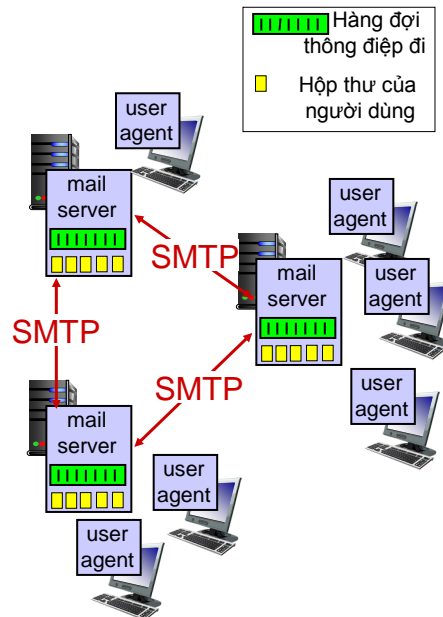 Hàng đợi
thông điệp đi
Hộp thư của
người dùng
user
agent
mail
server
user
agent
SMTP
mail
server
user
agent
SMTP
SMTP
user
agent
mail
server
user
agent
user
agent